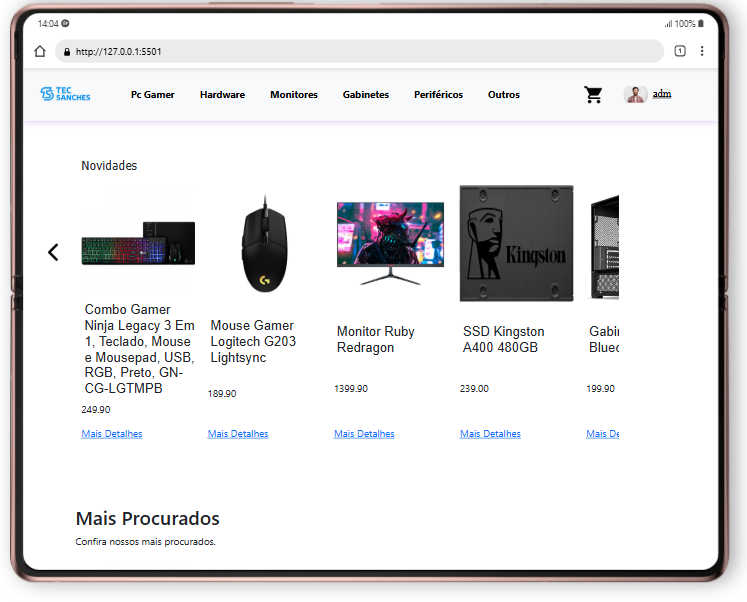 14:04
100%
http://127.0.0.1:5501
1
TEC
SANCHES
Pc Gamer
Hardware
Monitores
Gabinetes
Periféricos
Outros
adm
Novidades
Kingston
Combo Gamer
Ninja Legacy 3 Em
1, Teclado, Mouse
e Mousepad, USB,
RGB, Preto, GN-
CG-LGTMPB
249.90
Mais Detalhes
Mouse Gamer
Logitech G203
Lightsync
189.90
Mais Detalhes
Monitor Ruby
Redragon
1399.90
Mais Detalhes
SSD Kingston
A400 480GB
239.00
Mais Detalhes
Gabi
Blue
199.90
Mais De
Mais Procurados
Confira nossos mais procurados.